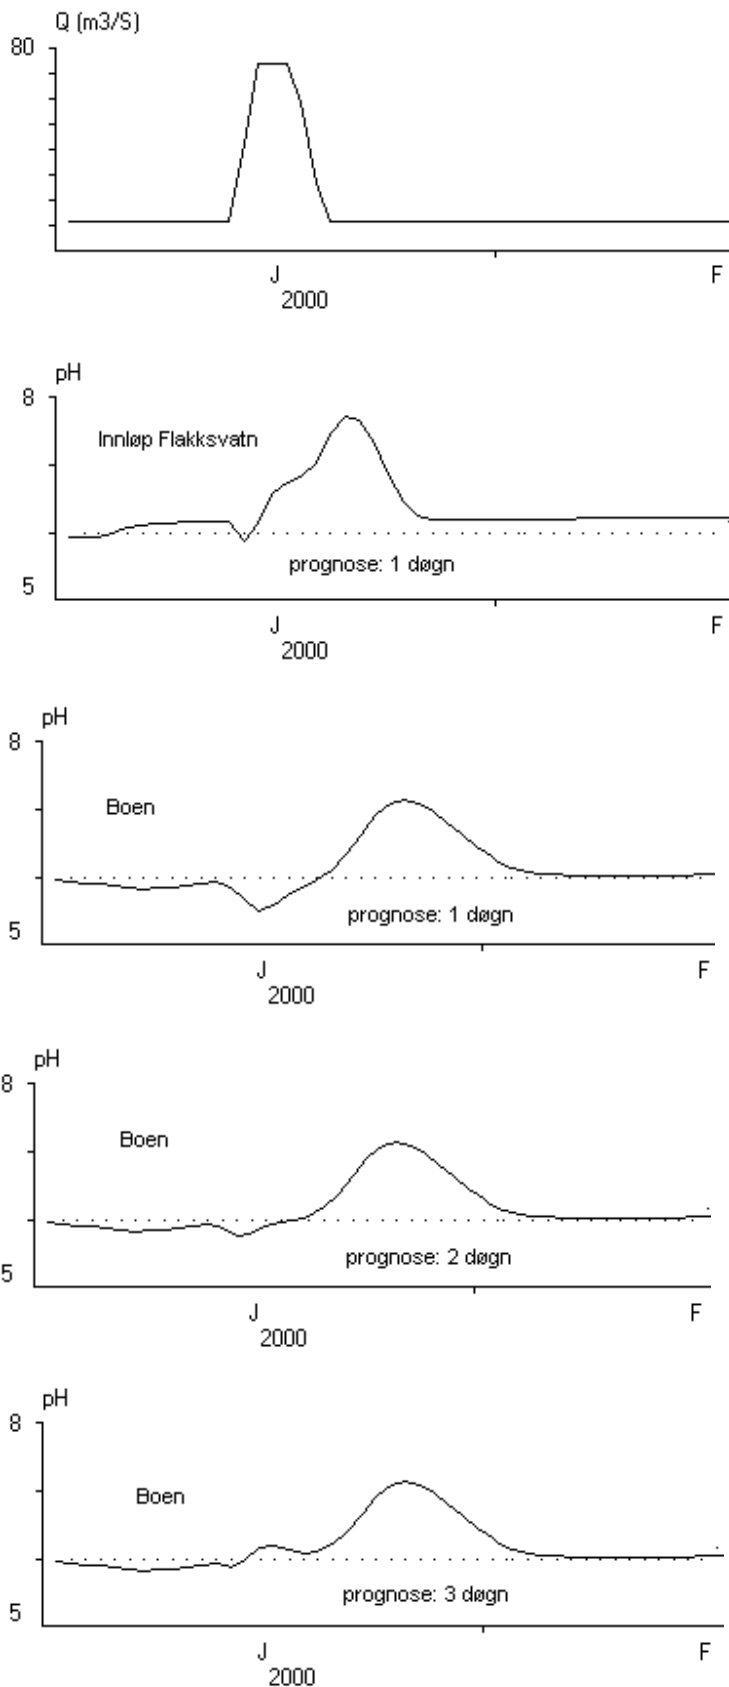 Q (m3/S)
80
J
F
2000
pH
8
Innløp Flakksvatn
prognose: 1 døgn
5
J
F
2000
pH
8
Boen
prognose: 1 døgn
5
J
F
2000
pH
8
Boen
prognose: 2 døgn
5
J
F
2000
pH
8
Boen
prognose: 3 døgn
5
J
F
2000